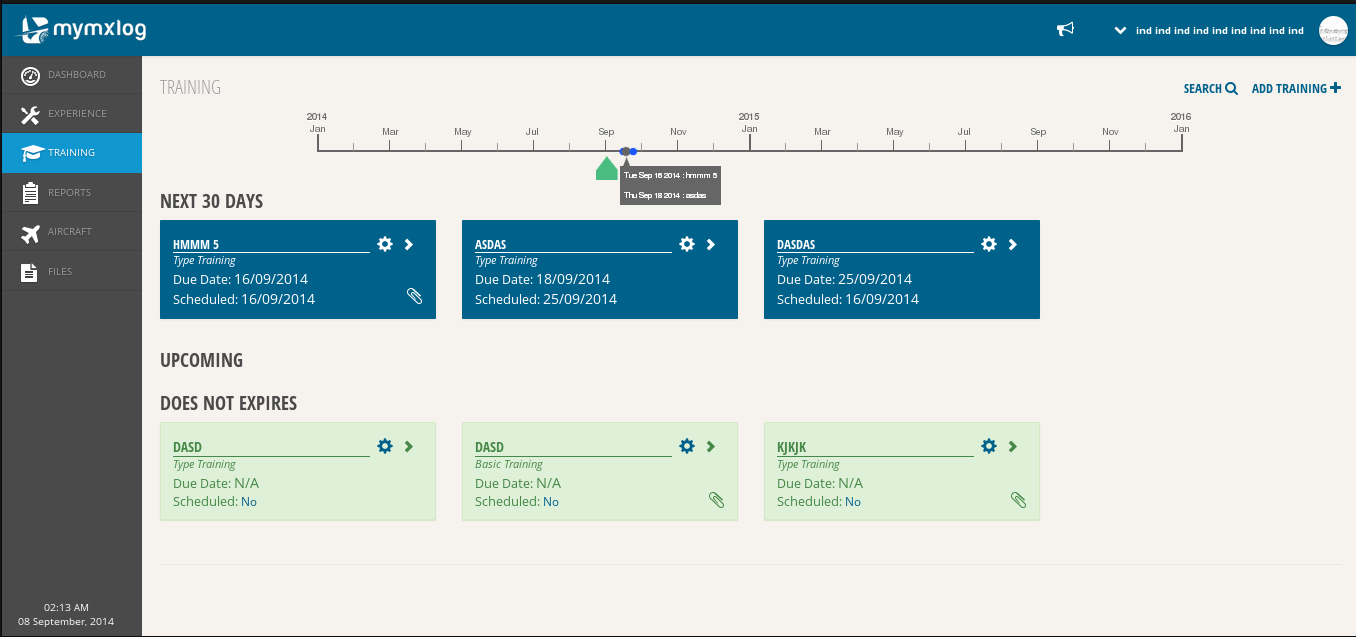 mymxlog
ind ind ind ind ind ind ind ind ind
DASHBOARD
EXPERIENCE
TRAINING
REPORTS
AIRCRAFT
FILES
02:13 AM
08 September, 2014
TRAINING
SEARCH ADD TRAINING
2014 2015 2016
Jan Mar May Jul Sep Nov Jan Mar May Jul Sep Nov Jan
Tue Sep 16 2014 : hmmm 5
Thu Sep 18 2014 : asdas
NEXT 30 DAYS
HMMM 5
Type Training
Due Date: 16/09/2014
Scheduled: 16/09/2014
ASDAS
Type Training
Due Date: 18/09/2014
Scheduled: 25/09/2014
DASDAS
Type Training
Due Date: 25/09/2014
Scheduled: 16/09/2014
UPCOMING
DOES NOT EXPIRES
DASD
Type Training
Due Date: N/A
Scheduled: No
DASD
Basic Training
Due Date: N/A
Scheduled: No
KJKJK
Type Training
Due Date: N/A
Scheduled: No